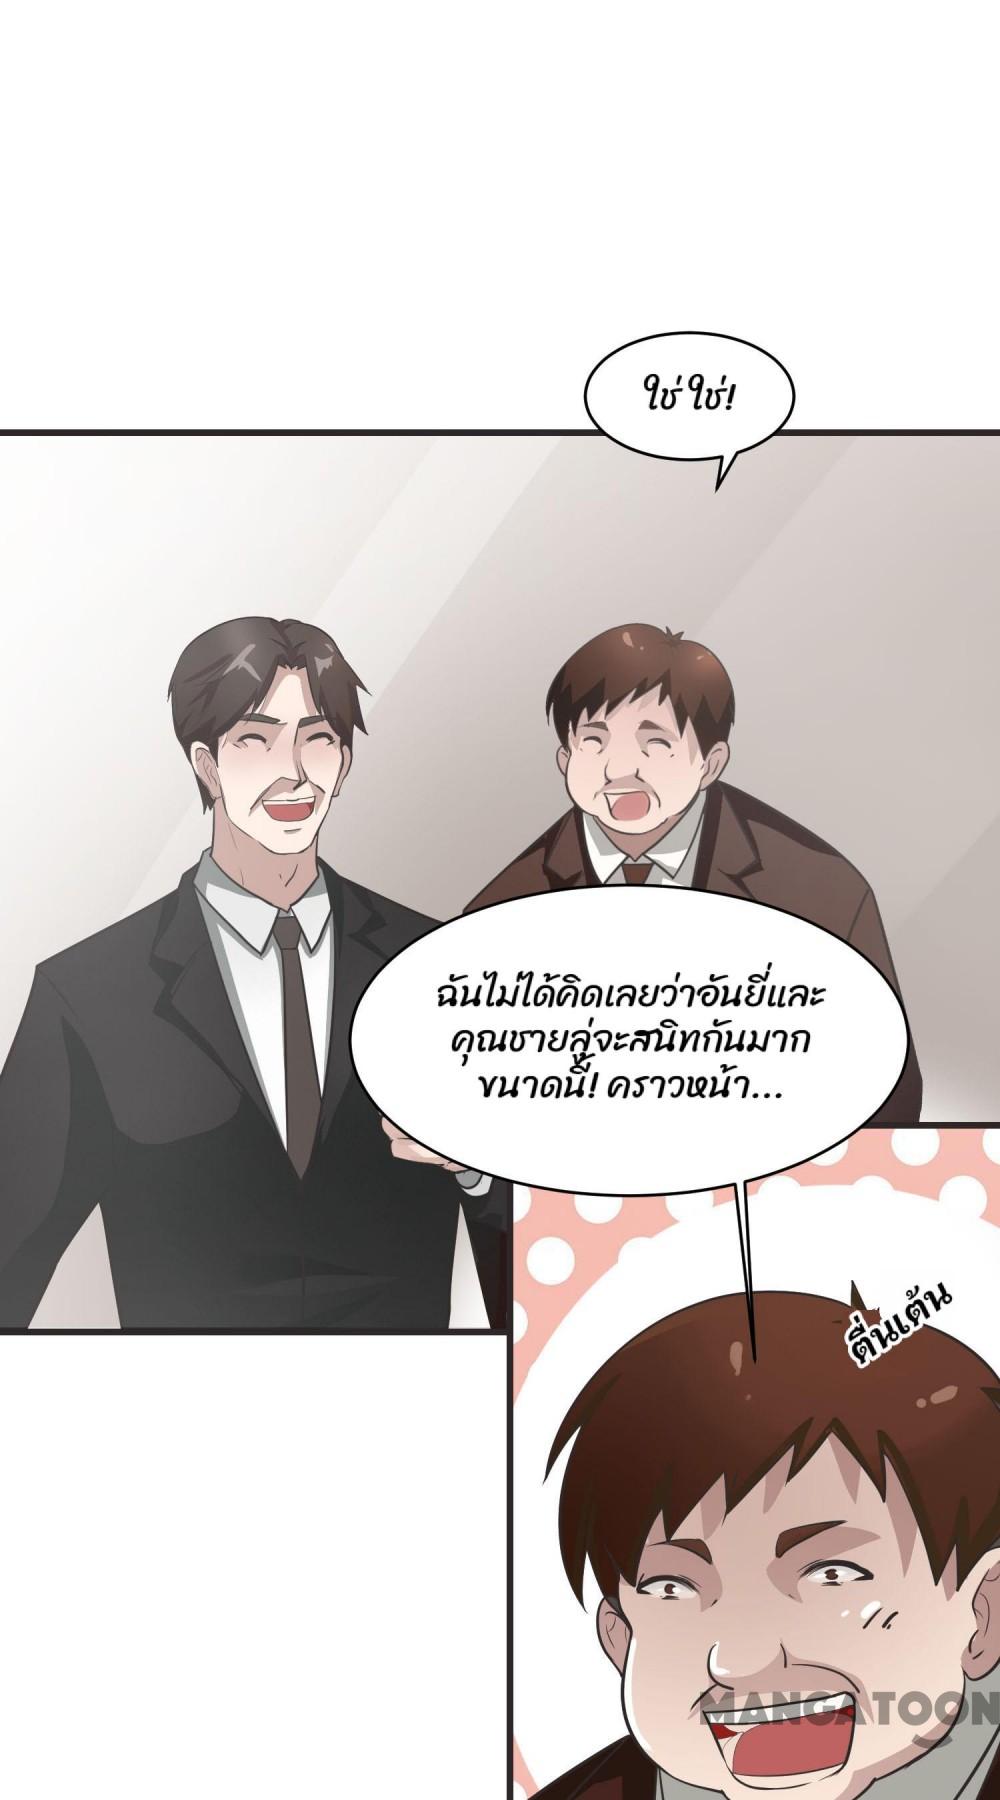 ใช่ ใช่!
ฉันไม่ได้คิดเลยว่าอันยี่และ
คุณชายลู่จะสนิทกันมาก
ขนาดนี้! คราวหน้า...
ตื่นเต้น
MANGATOON